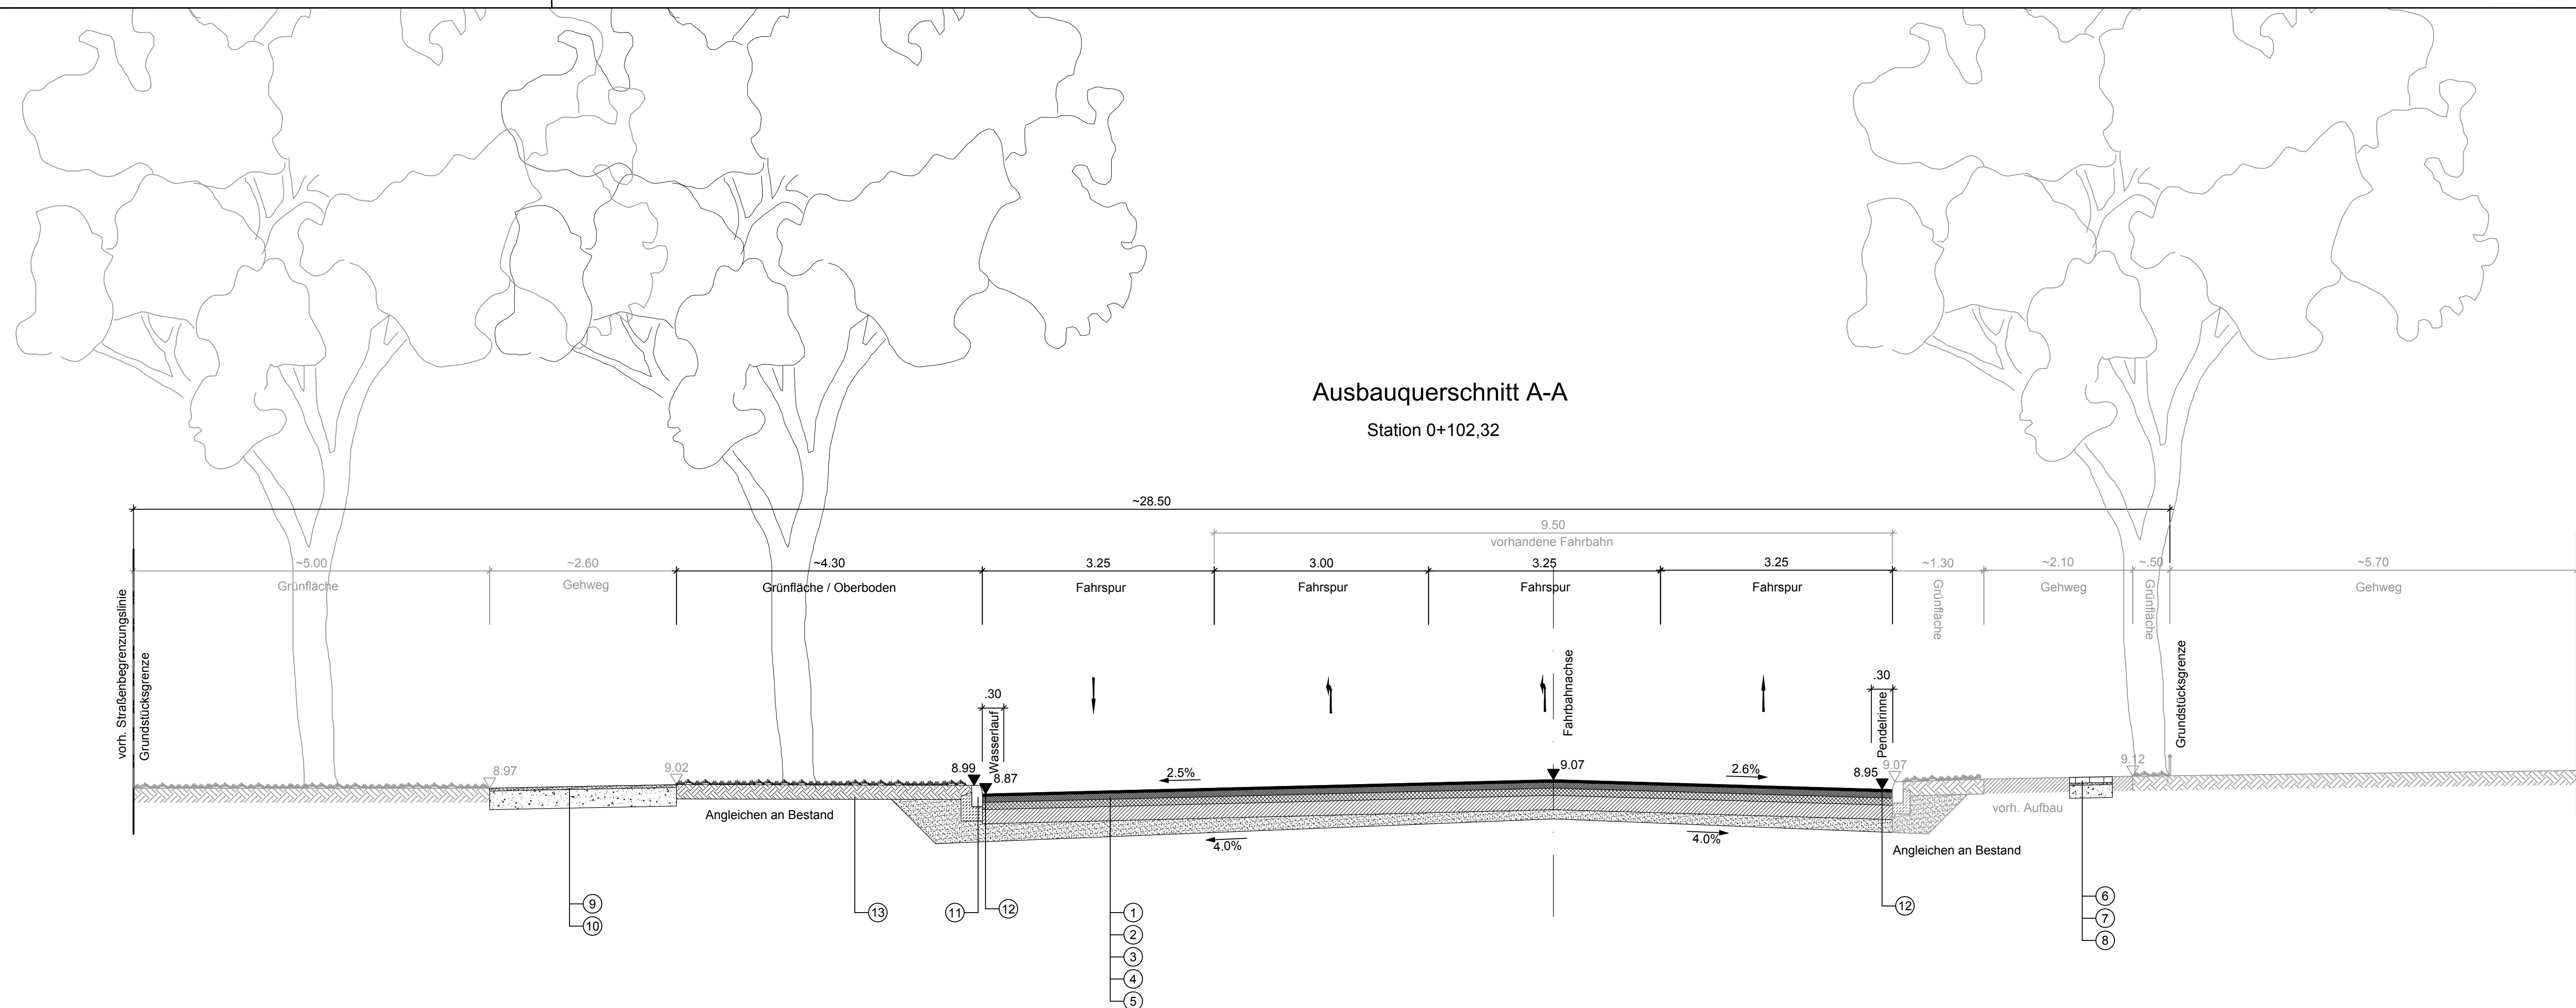 Ausbauquerschnitt A-A
Station 0+102,32
~28.50
9.50
vorhandene Fahrbahn
~5.00
~2.60
~4.30
3.25
3.00
3.25
3.25
~1.30
~2.10
~.50
~5.70
Grünfläche
Gehweg
Grünfläche / Oberboden
Fahrspur
Fahrspur
Fahrspur
Fahrspur
Grünfläche
Gehweg
Grünfläche
Gehweg
vorh. Straßenbegrenzungslinie
Grundstücksgrenze
.30
Wasserlauf
Fahrbahnachse
.30
Pendelrinne
Grundstücksgrenze
8.97
9.02
8.99
8.87
2.5%
9.07
2.6%
8.95
9.07
9.12
Angleichen an Bestand
vorh. Aufbau
4.0%
4.0%
Angleichen an Bestand
9
10
13
11
12
1
2
3
4
5
12
6
7
8